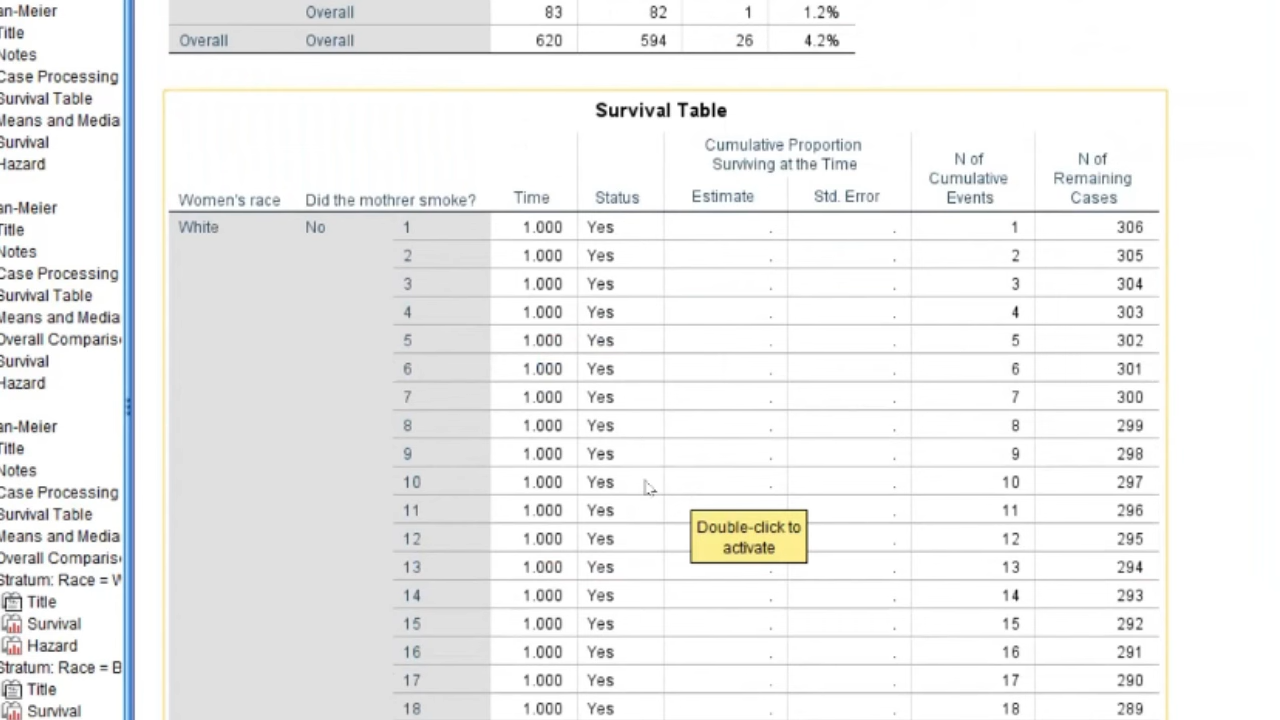 an-Meier
Title
Notes
Case Processing
Survival Table
Means and Media
Survival
Hazard
an-Meier
Title
Notes
Case Processing
Survival Table
Means and Media
Overall Comparis
Survival
Hazard
an-Meier
Title
Notes
Case Processing
Survival Table
Means and Media
Overall Comparis
Stratum: Race = W
Title
Survival
Hazard
Stratum: Race = B
Title
Survival
Overall 83 82 1 1.2%
Overall Overall 620 594 26 4.2%
Survival Table
Cumulative Proportion
Surviving at the Time
N of
Cumulative
Events
N of
Remaining
Cases
Women's race Did the mothrer smoke? Time Status Estimate Std. Error
White No 1 1.000 Yes . . 1 306
2 1.000 Yes . . 2 305
3 1.000 Yes . . 3 304
4 1.000 Yes . . 4 303
5 1.000 Yes . . 5 302
6 1.000 Yes . . 6 301
7 1.000 Yes . . 7 300
8 1.000 Yes . . 8 299
9 1.000 Yes . . 9 298
10 1.000 Yes . . 10 297
11 1.000 Yes . 11 296
12 1.000 Yes . 12 295
13 1.000 Yes . . 13 294
14 1.000 Yes . . 14 293
15 1.000 Yes . . 15 292
16 1.000 Yes . . 16 291
17 1.000 Yes . . 17 290
18 1.000 Yes . . 18 289
Double-click to
activate